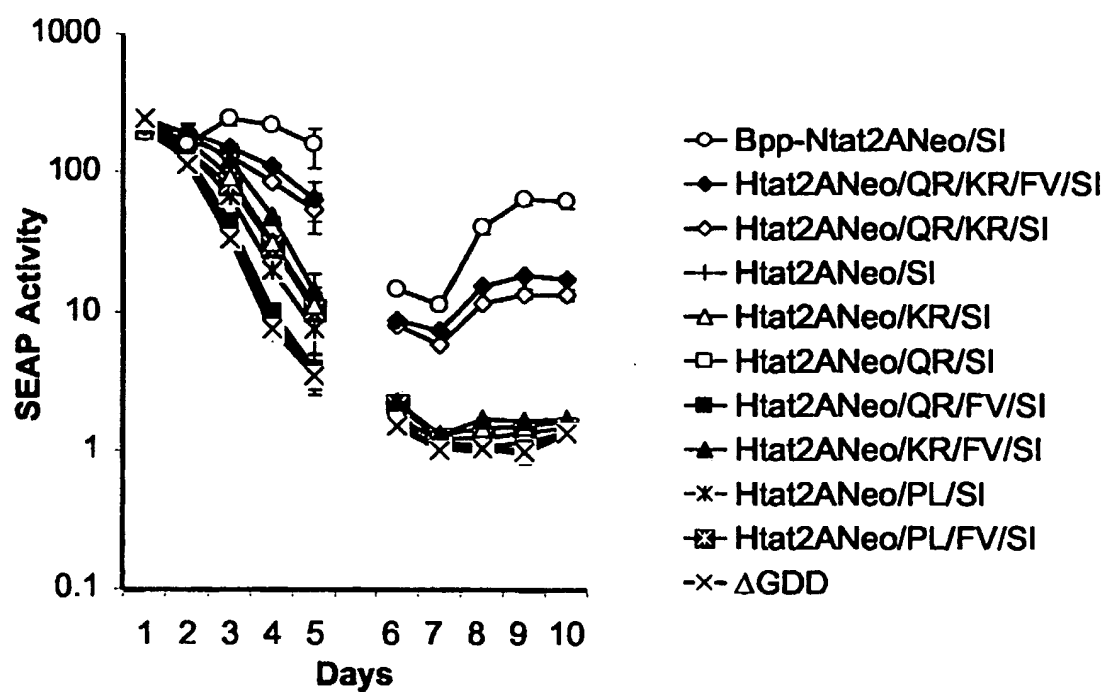 1000
100
10
1
0.1
SEAP Activity
1 2 3 4 5 6 7 8 9 10
Days
Bpp-Ntat2ANeo/SI
Htat2ANeo/QR/KR/FV/SI
Htat2ANeo/QR/KR/SI
Htat2ANeo/SI
Htat2ANeo/KR/SI
Htat2ANeo/QR/SI
Htat2ANeo/QR/FV/SI
Htat2ANeo/KR/FV/SI
Htat2ANeo/PL/SI
Htat2ANeo/PL/FV/SI
ΔGDD